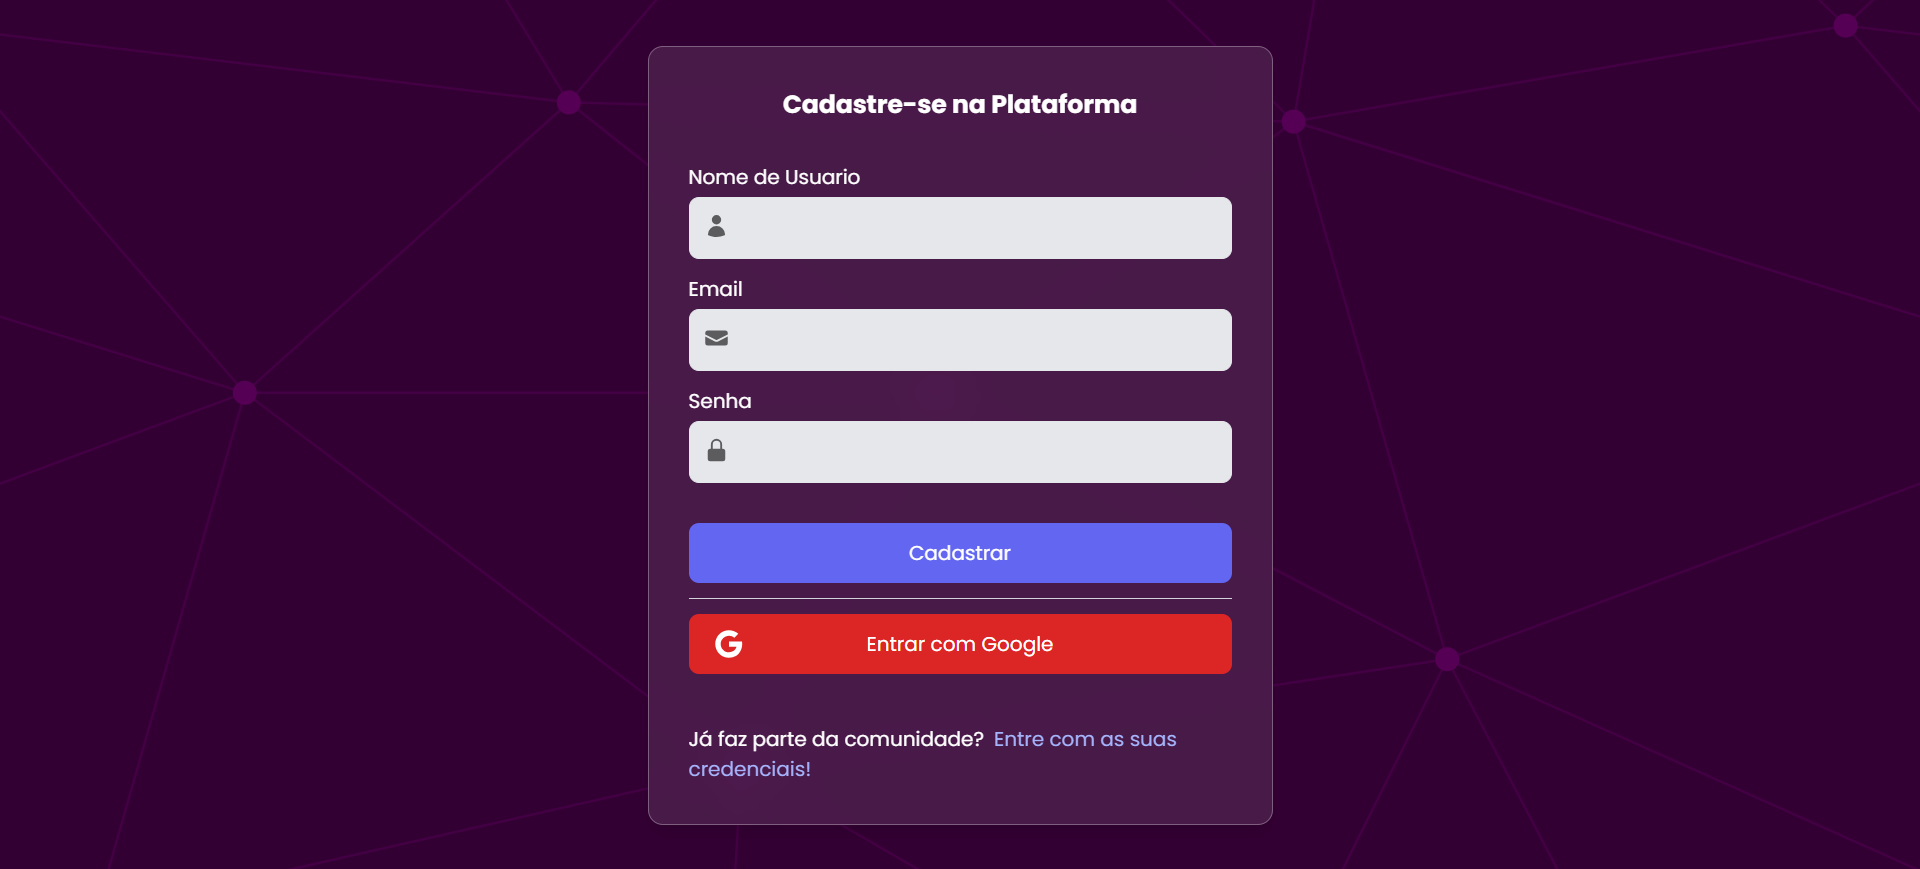 Cadastre-se na Plataforma
Nome de Usuario
Email
Senha
Cadastrar
Entrar com Google
Já faz parte da comunidade? Entre com as suas
credenciais!